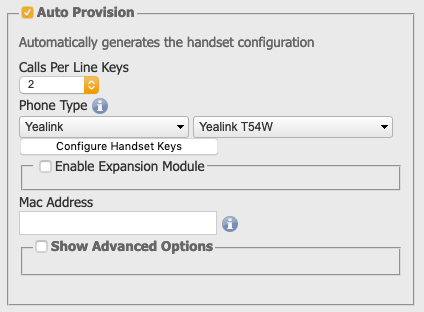 Auto Provision
Automatically generates the handset configuration
Calls Per Line Keys
2
Phone Type
Yealink Yealink T54W
Configure Handset Keys
Enable Expansion Module
Mac Address
Show Advanced Options